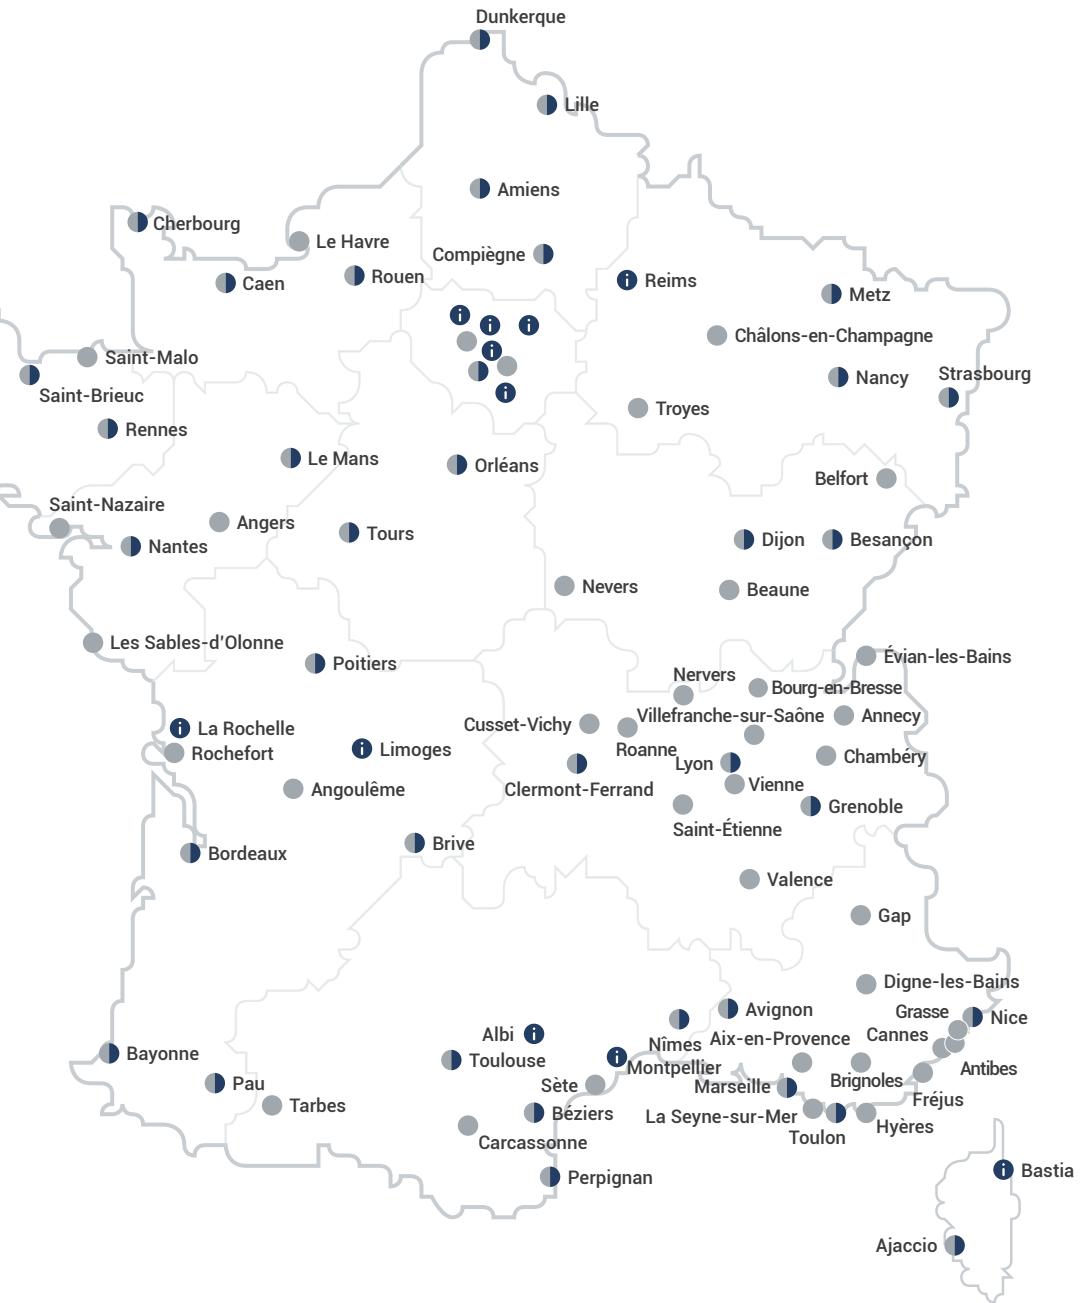 Dunkerque
Lille
Amiens
Cherbourg
Le Havre
Compiègne
Rouen
Caen
Reims
Metz
Châlons-en-Champagne
Saint-Malo
Strasbourg
Nancy
Saint-Brieuc
Troyes
Rennes
Le Mans
Orléans
Belfort
Saint-Nazaire
Angers
Tours
Nantes
Dijon
Besançon
Nevers
Beaune
Les Sables-d'Olonne
Évian-les-Bains
Poitiers
Nervers
Bourg-en-Bresse
Villefranche-sur-Saône
Annecy
Cusset-Vichy
La Rochelle
Roanne
Limoges
Rochefort
Chambéry
Lyon
Vienne
Clermont-Ferrand
Angoulême
Grenoble
Saint-Étienne
Brive
Bordeaux
Valence
Gap
Digne-les-Bains
Avignon
Grasse
Nice
Albi
Nîmes
Aix-en-Provence
Cannes
Bayonne
Toulouse
Montpellier
Antibes
Pau
Sète
Marseille
Brignoles
Fréjus
Tarbes
Béziers
La Seyne-sur-Mer
Hyères
Toulon
Carcassonne
Perpignan
Bastia
Ajaccio